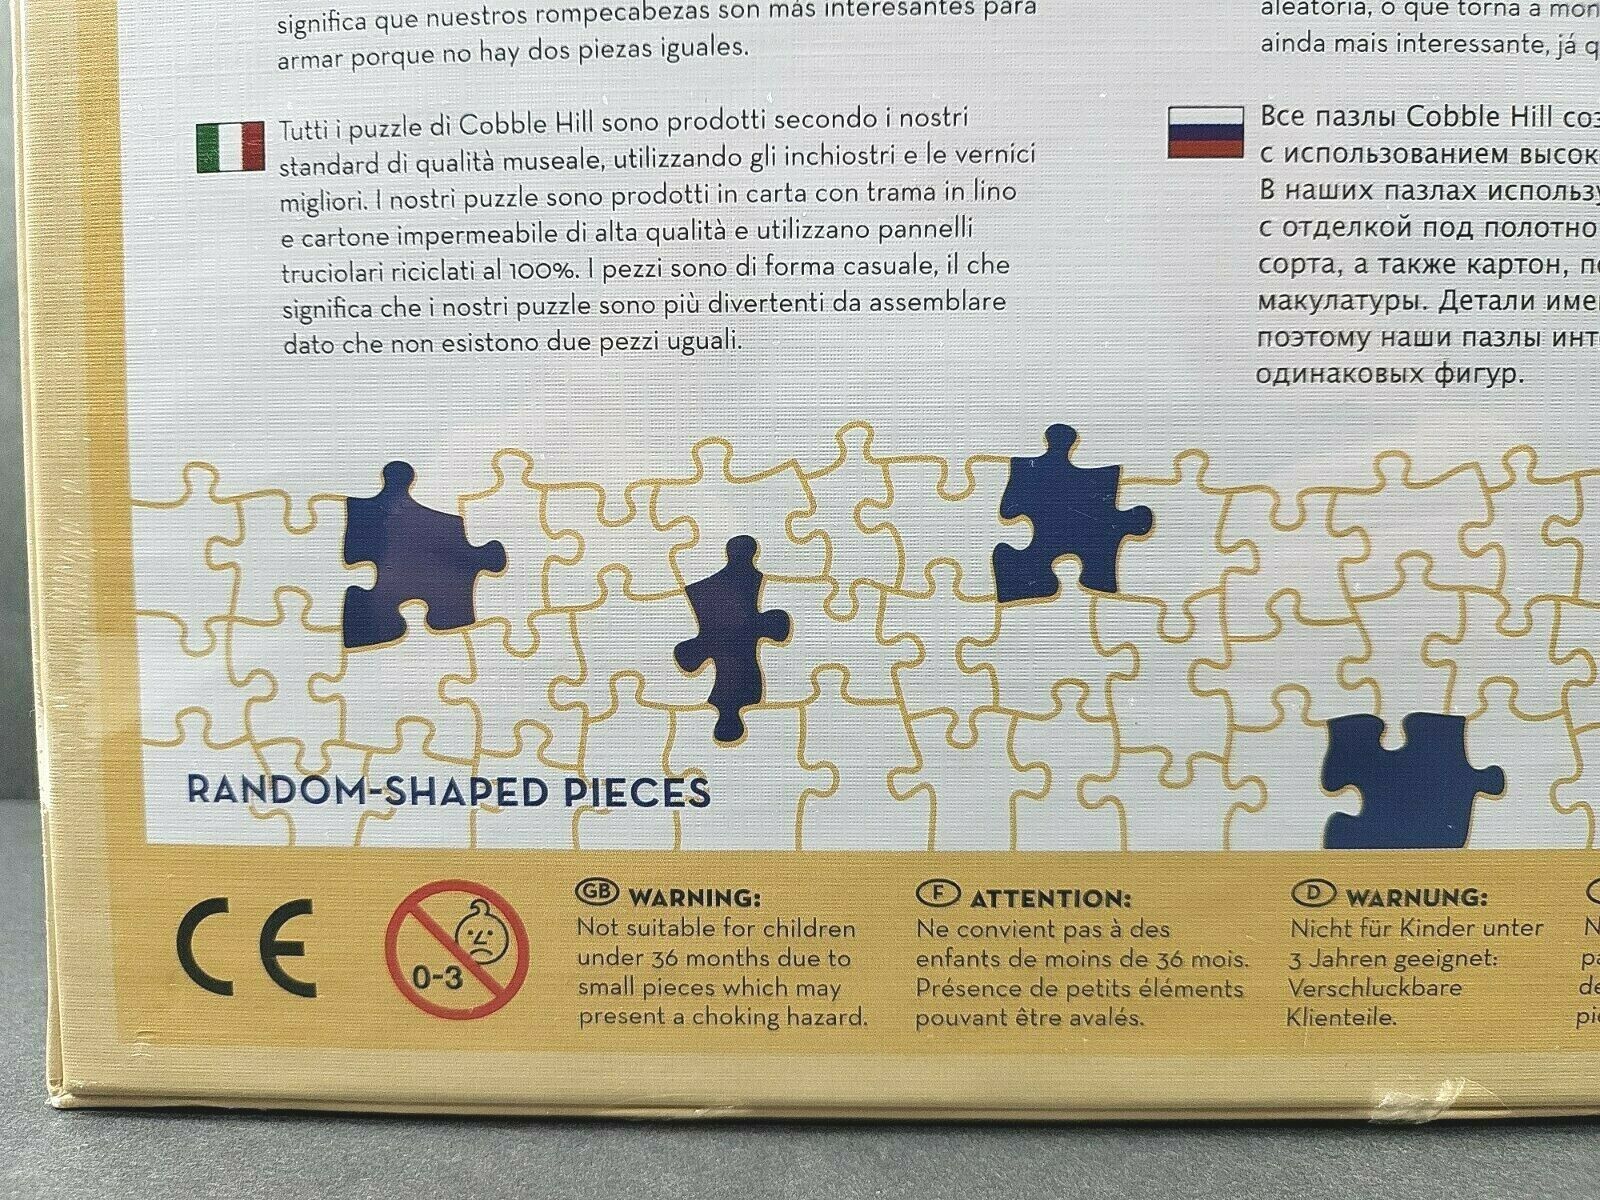 significa que nuestros rompecabezas son más interesantes para
armar porque no hay dos piezas iguales.
aleatoria, o que torna a
ainda mais interessante, já
Tutti i puzzle di Cobble Hill sono prodotti secondo i nostri
standard di qualità museale, utilizzando gli inchiostri e le vernici
migliori. I nostri puzzle sono prodotti in carta con trama in lino
e cartone impermeabile di alta qualità e utilizzano pannelli
truciolari riciclati al 100%. I pezzi sono di forma casuale, il che
significa che i nostri puzzle sono più divertenti da assemblare
dato che non esistono due pezzi uguali.
Все пазлы Cobble Hill
с использованием
В наших пазлах
с отделкой под полотно
сорта, а также картон,
макулатуры. Детали
поэтому наши пазлы
одинаковых фигур.
RANDOM-SHAPED PIECES
CE
0-3
GB WARNING:
Not suitable for children
under 36 months due to
small pieces which may
present a choking hazard.
F ATTENTION:
Ne convient pas à des
enfants de moins de 36 mois.
Présence de petits éléments
pouvant être avalés.
D WARNUNG:
Nicht für Kinder unter
3 Jahren geeignet:
Verschluckbare
Klienteile.